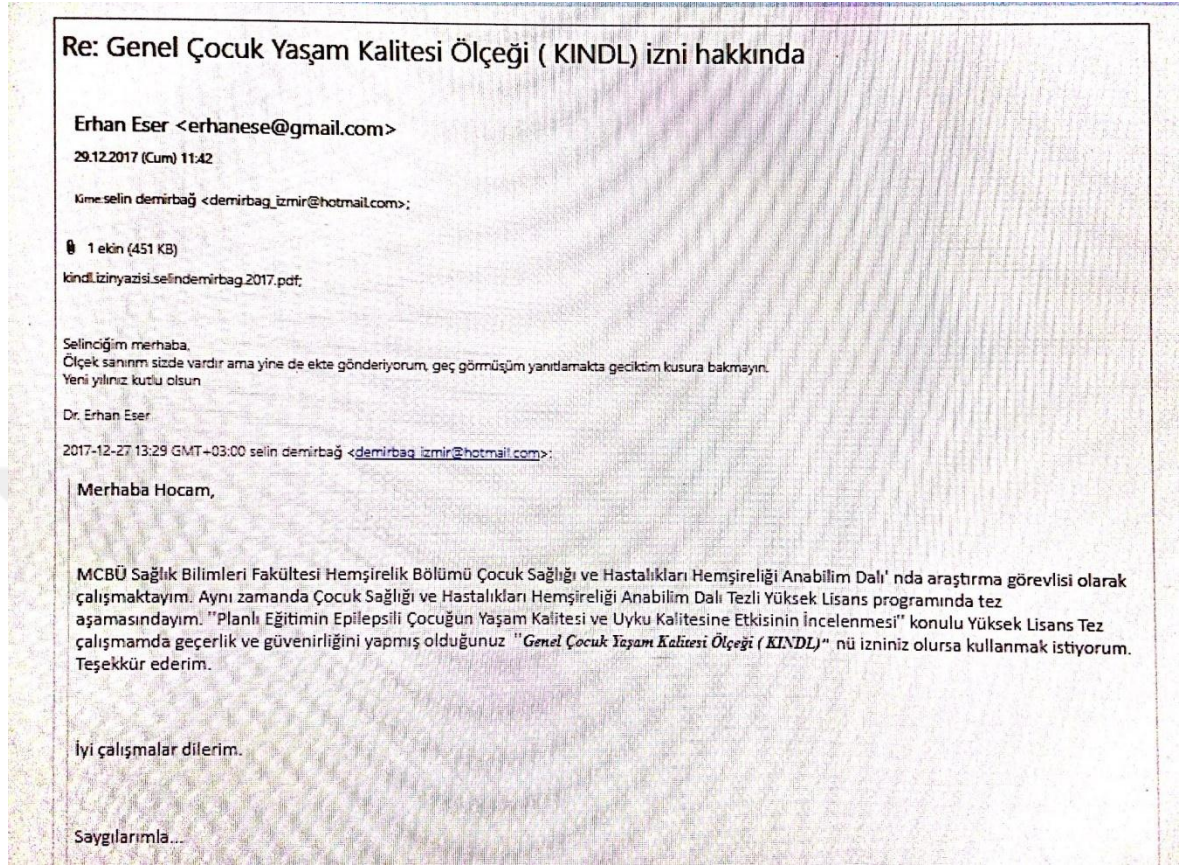 Re: Genel Çocuk Yaşam Kalitesi Ölçeği ( KINDL) izni hakkında
Erhan Eser <erhanese@gmail.com>
29.12.2017 (Cum) 11:42
Kime:selin demirbağ <demirbag_izmir@hotmail.com>;
1 ekin (451 KB)
kindl.izinyazisi.selindemirbag.2017.pdf;
Selinciğim merhaba,
Ölçek sanırım sizde vardır ama yine de ekte gönderiyorum, geç görmüşüm yanıtlamakta geciktim kusura bakmayın.
Yeni yılınız kutlu olsun
Dr. Erhan Eser
2017-12-27 13:29 GMT+03:00 selin demirbağ <demirbag_izmir@hotmail.com>:
Merhaba Hocam,
MCBÜ Sağlık Bilimleri Fakültesi Hemşirelik Bölümü Çocuk Sağlığı ve Hastalıkları Hemşireliği Anabilim Dalı' nda araştırma görevlisi olarak
çalışmaktayım. Aynı zamanda Çocuk Sağlığı ve Hastalıkları Hemşireliği Anabilim Dalı Tezli Yüksek Lisans programında tez
aşamasındayım. ''Planlı Eğitimin Epilepsili Çocuğun Yaşam Kalitesi ve Uyku Kalitesine Etkisinin İncelenmesi'' konulu Yüksek Lisans Tez
çalışmamda geçerlik ve güvenirliğini yapmış olduğunuz ''Genel Çocuk Yaşam Kalitesi Ölçeği ( KINDL)" nü izniniz olursa kullanmak istiyorum.
Teşekkür ederim.
İyi çalışmalar dilerim.
Saygılarımla...